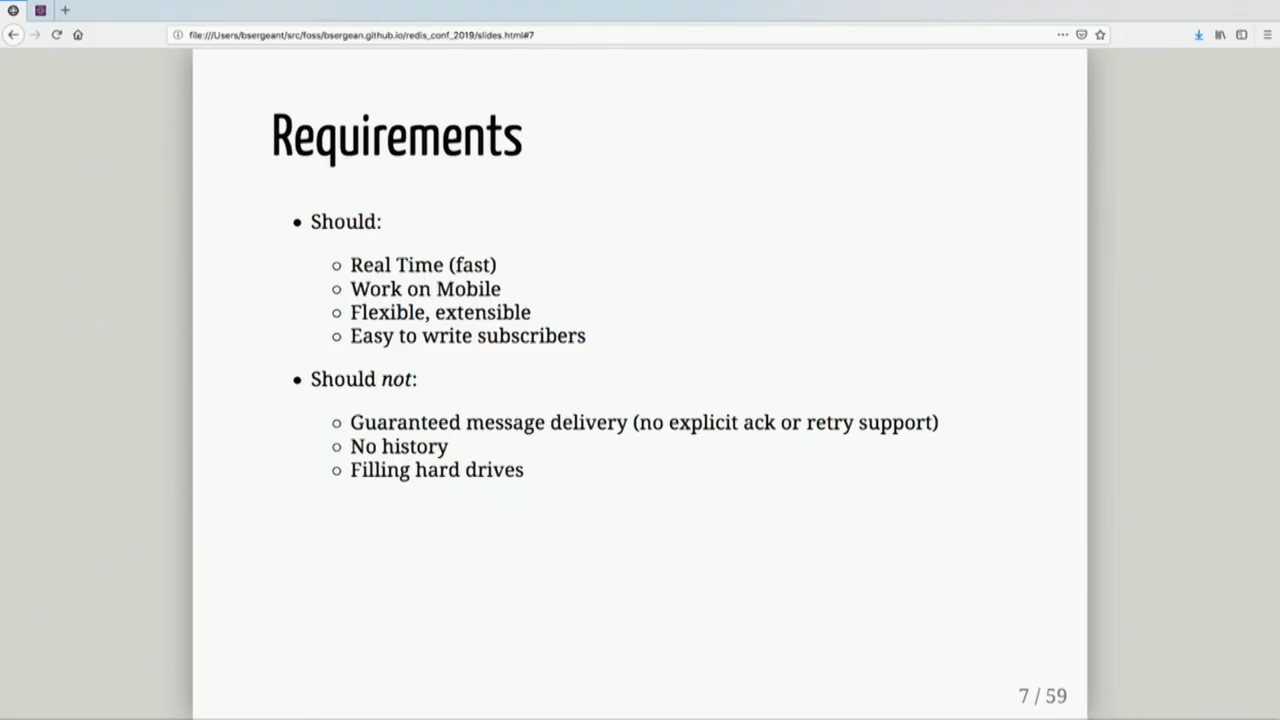 file:///Users/bsergeant/src/foss/bsergean.github.io/redis_conf_2019/slides.html#7
Requirements
Should:
Real Time (fast)
Work on Mobile
Flexible, extensible
Easy to write subscribers
Should not:
Guaranteed message delivery (no explicit ack or retry support)
No history
Filling hard drives
7 / 59